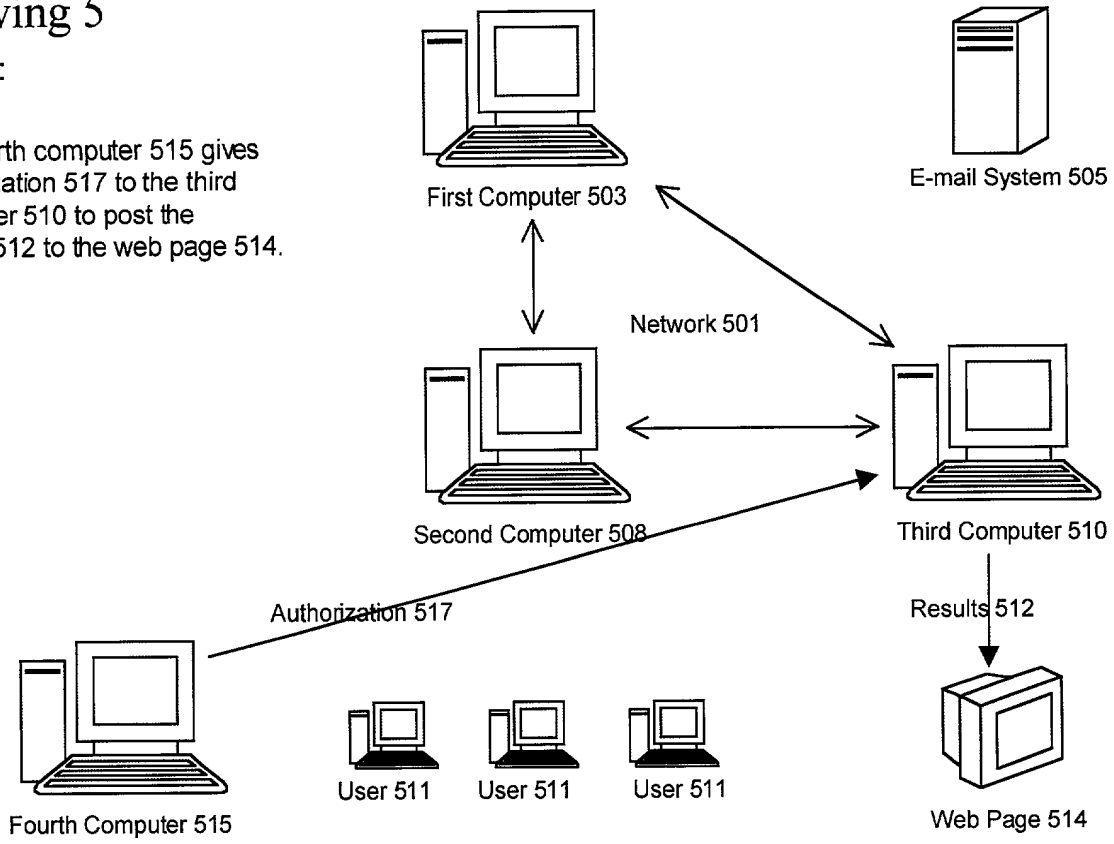 ving 5
:
rth computer 515 gives
zation 517 to the third
er 510 to post the
512 to the web page 514.
First Computer 503
E-mail System 505
Network 501
Second Computer 508
Third Computer 510
Authorization 517
Results 512
User 511
User 511
User 511
Fourth Computer 515
Web Page 514